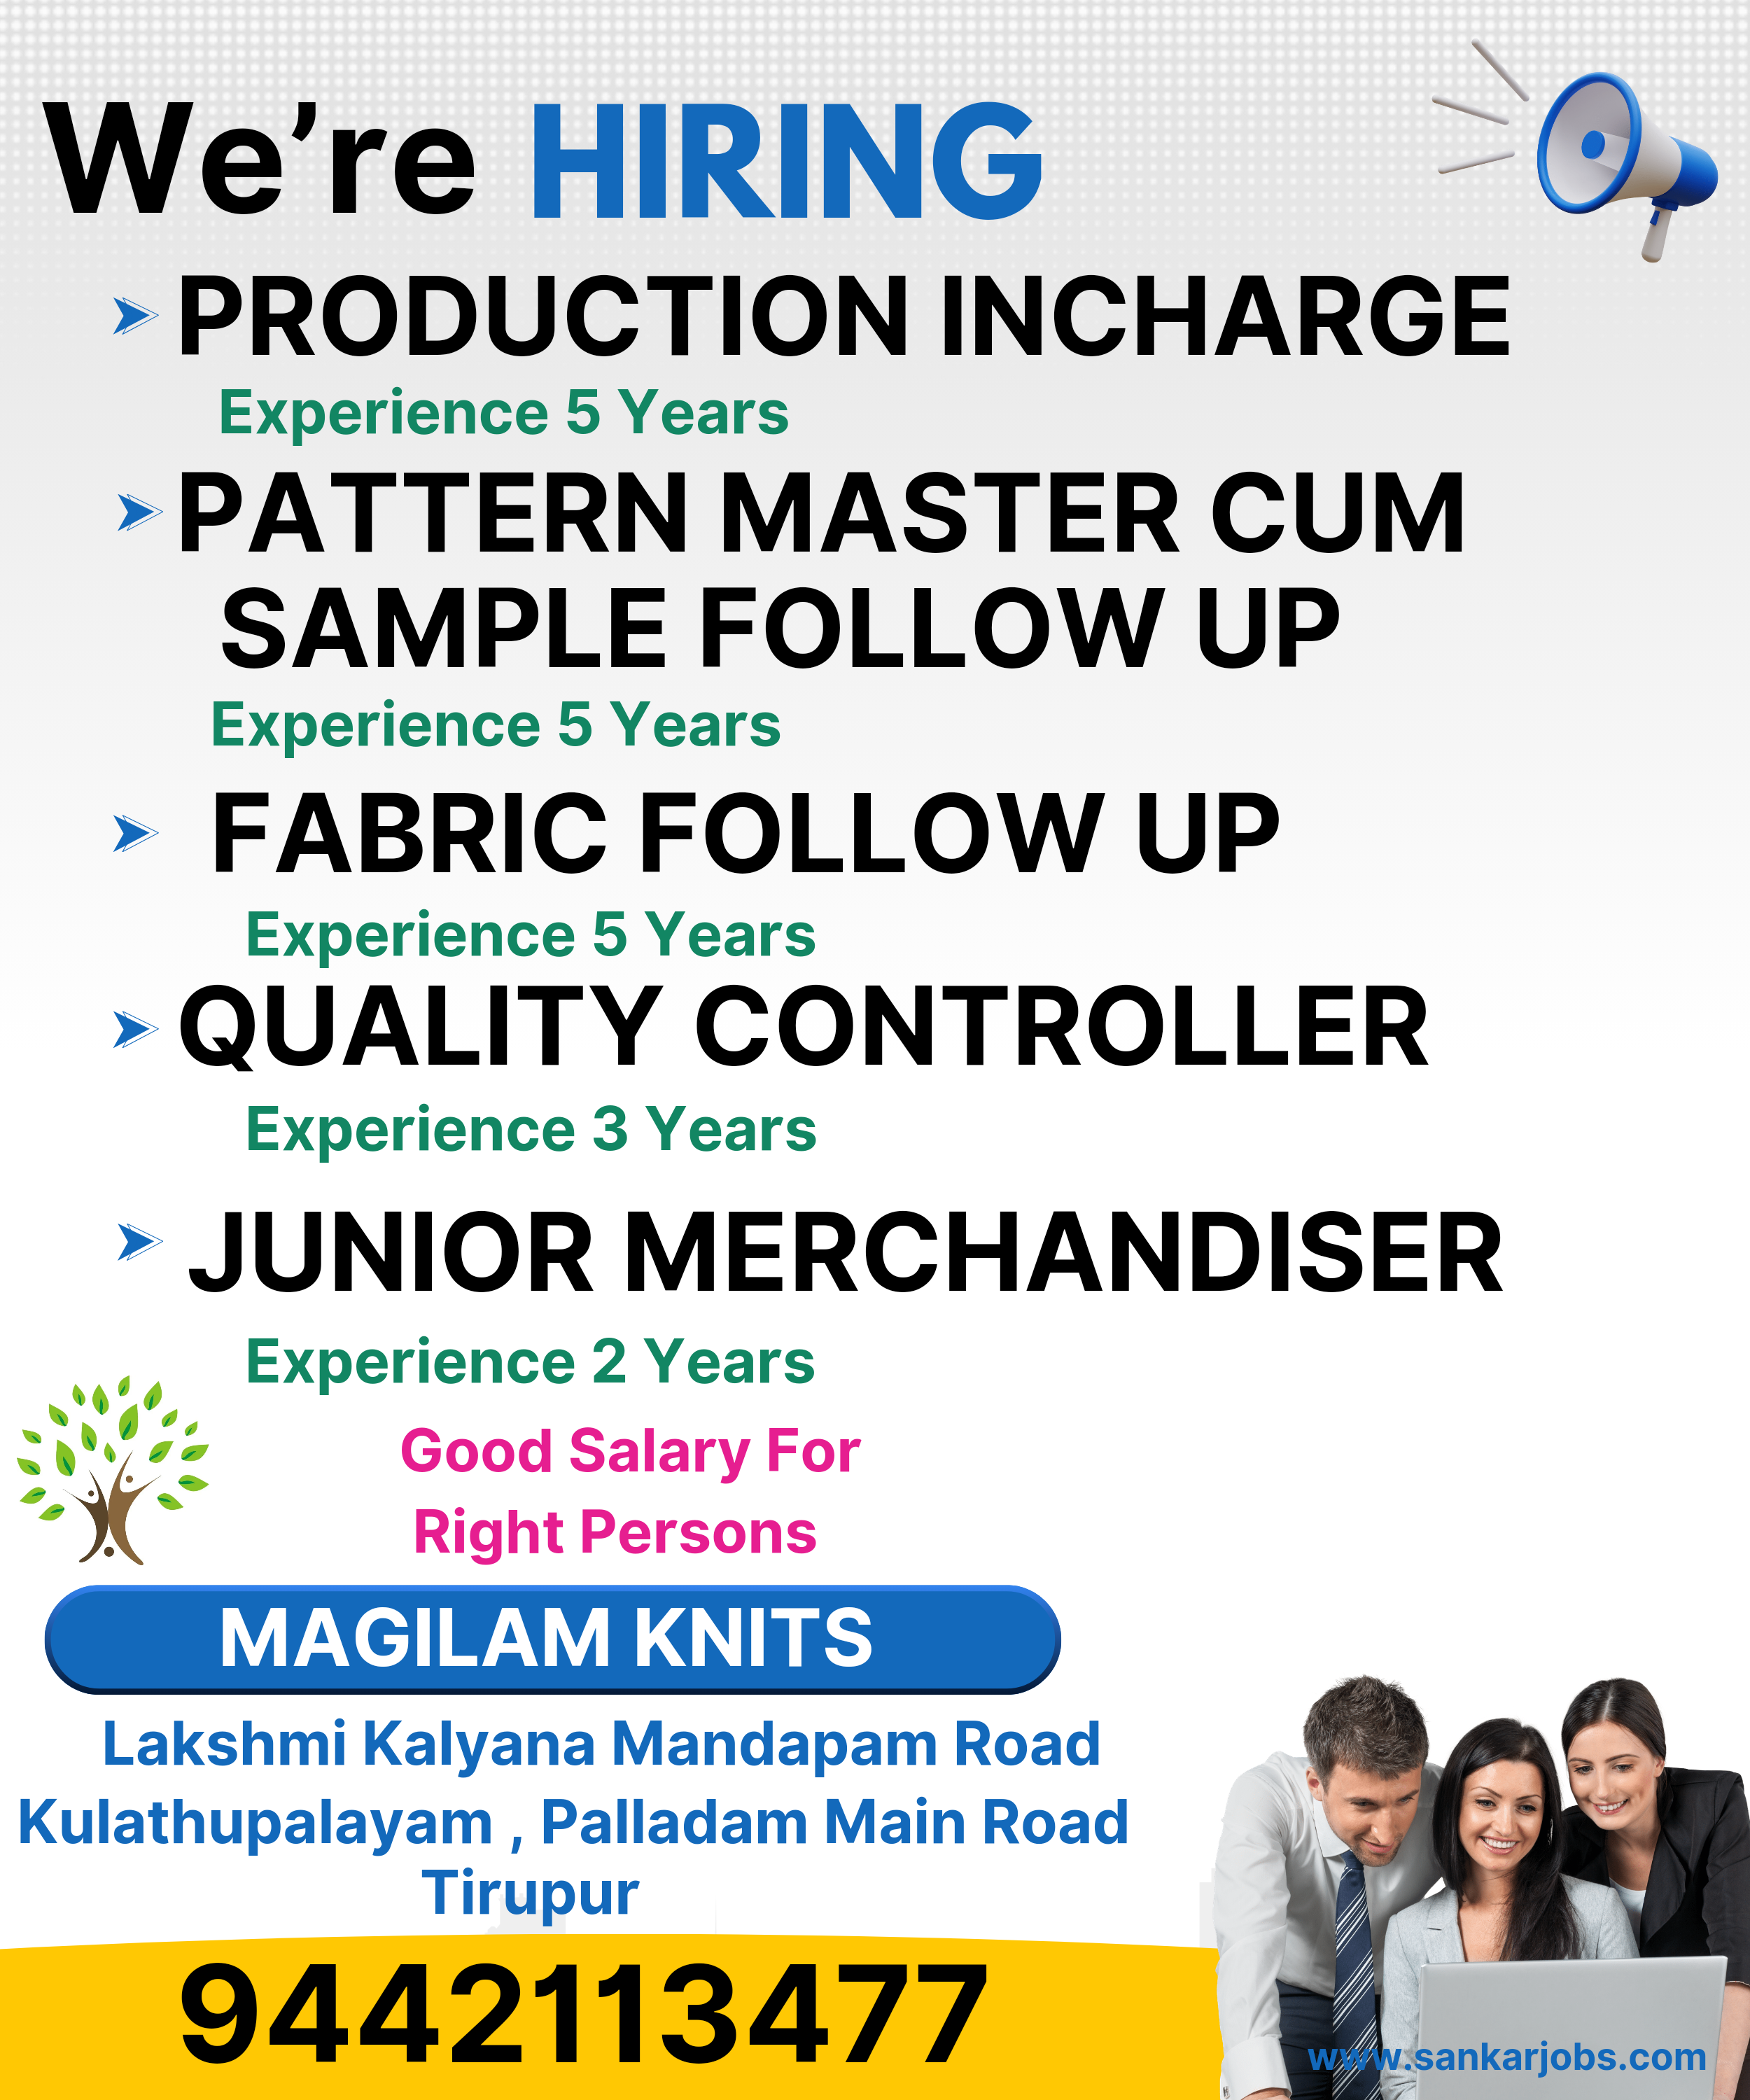 We're HIRING
PRODUCTION INCHARGE
Experience 5 Years
PATTERN MASTER CUM
SAMPLE FOLLOW UP
Experience 5 Years
FABRIC FOLLOW UP
Experience 5 Years
QUALITY CONTROLLER
Experience 3 Years
JUNIOR MERCHANDISER
Experience 2 Years
Good Salary For
Right Persons
MAGILAM KNITS
Lakshmi Kalyana Mandapam Road
Kulathupalayam , Palladam Main Road
Tirupur
9442113477
www.sankarjobs.com